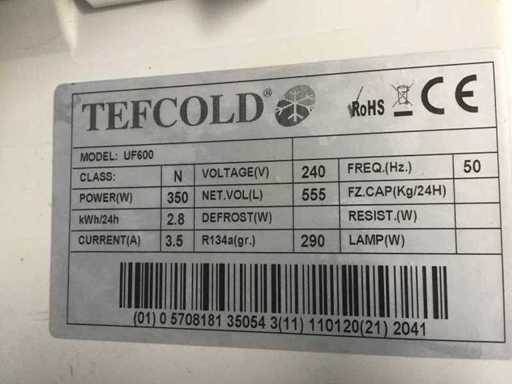 TEFCOLD® RoHS CE
MODEL: UF600
CLASS: N VOLTAGE(V) 240 FREQ.(Hz.) 50
POWER(W) 350 NET.VOL(L) 555 FZ.CAP(Kg/24H)
kWh/24h 2.8 DEFROST(W) RESIST.(W)
CURRENT(A) 3.5 R134a(gr.) 290 LAMP(W)
(01) 0 5708181 35054 3(11) 110120(21) 2041